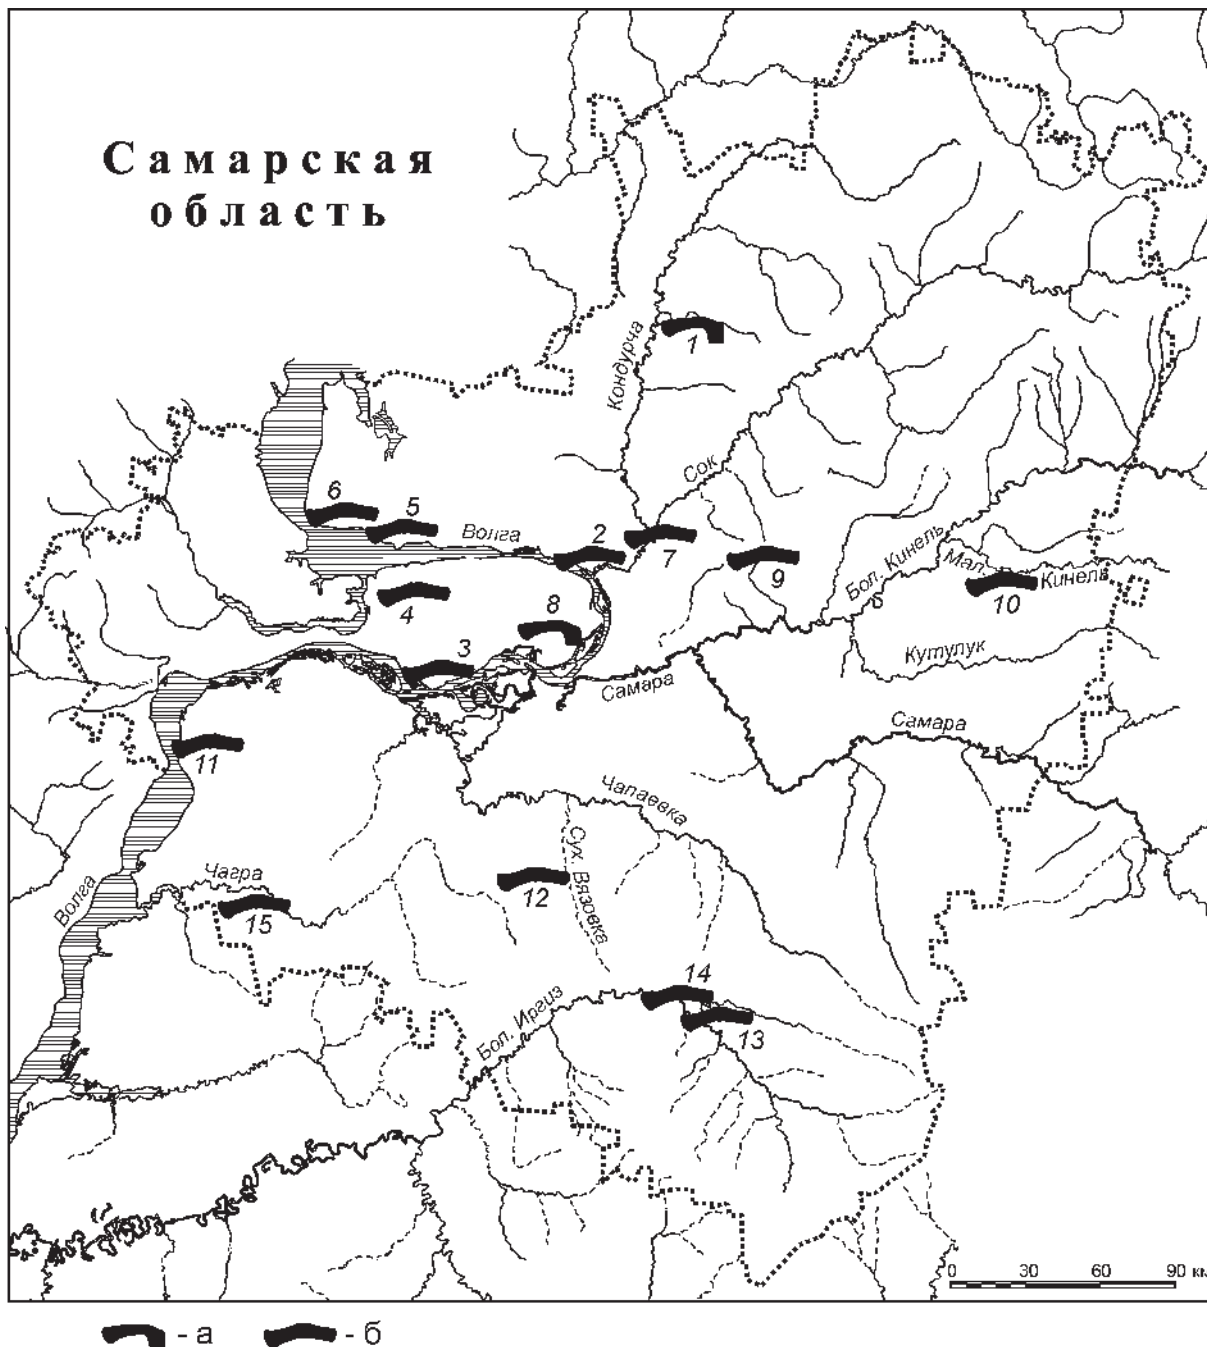 Самарская
область
Кондурча
1
Сок
6
5
Волга
2
7
9
Бол. Кинель
Мал.
Кинель
10
4
8
3
Кутулук
Самара
Самара
11
Чапаевка
Сух. Вязовка
12
Чагра
15
Волга
14
13
Бол. Иргиз
0 30 60 90 км
- а - б